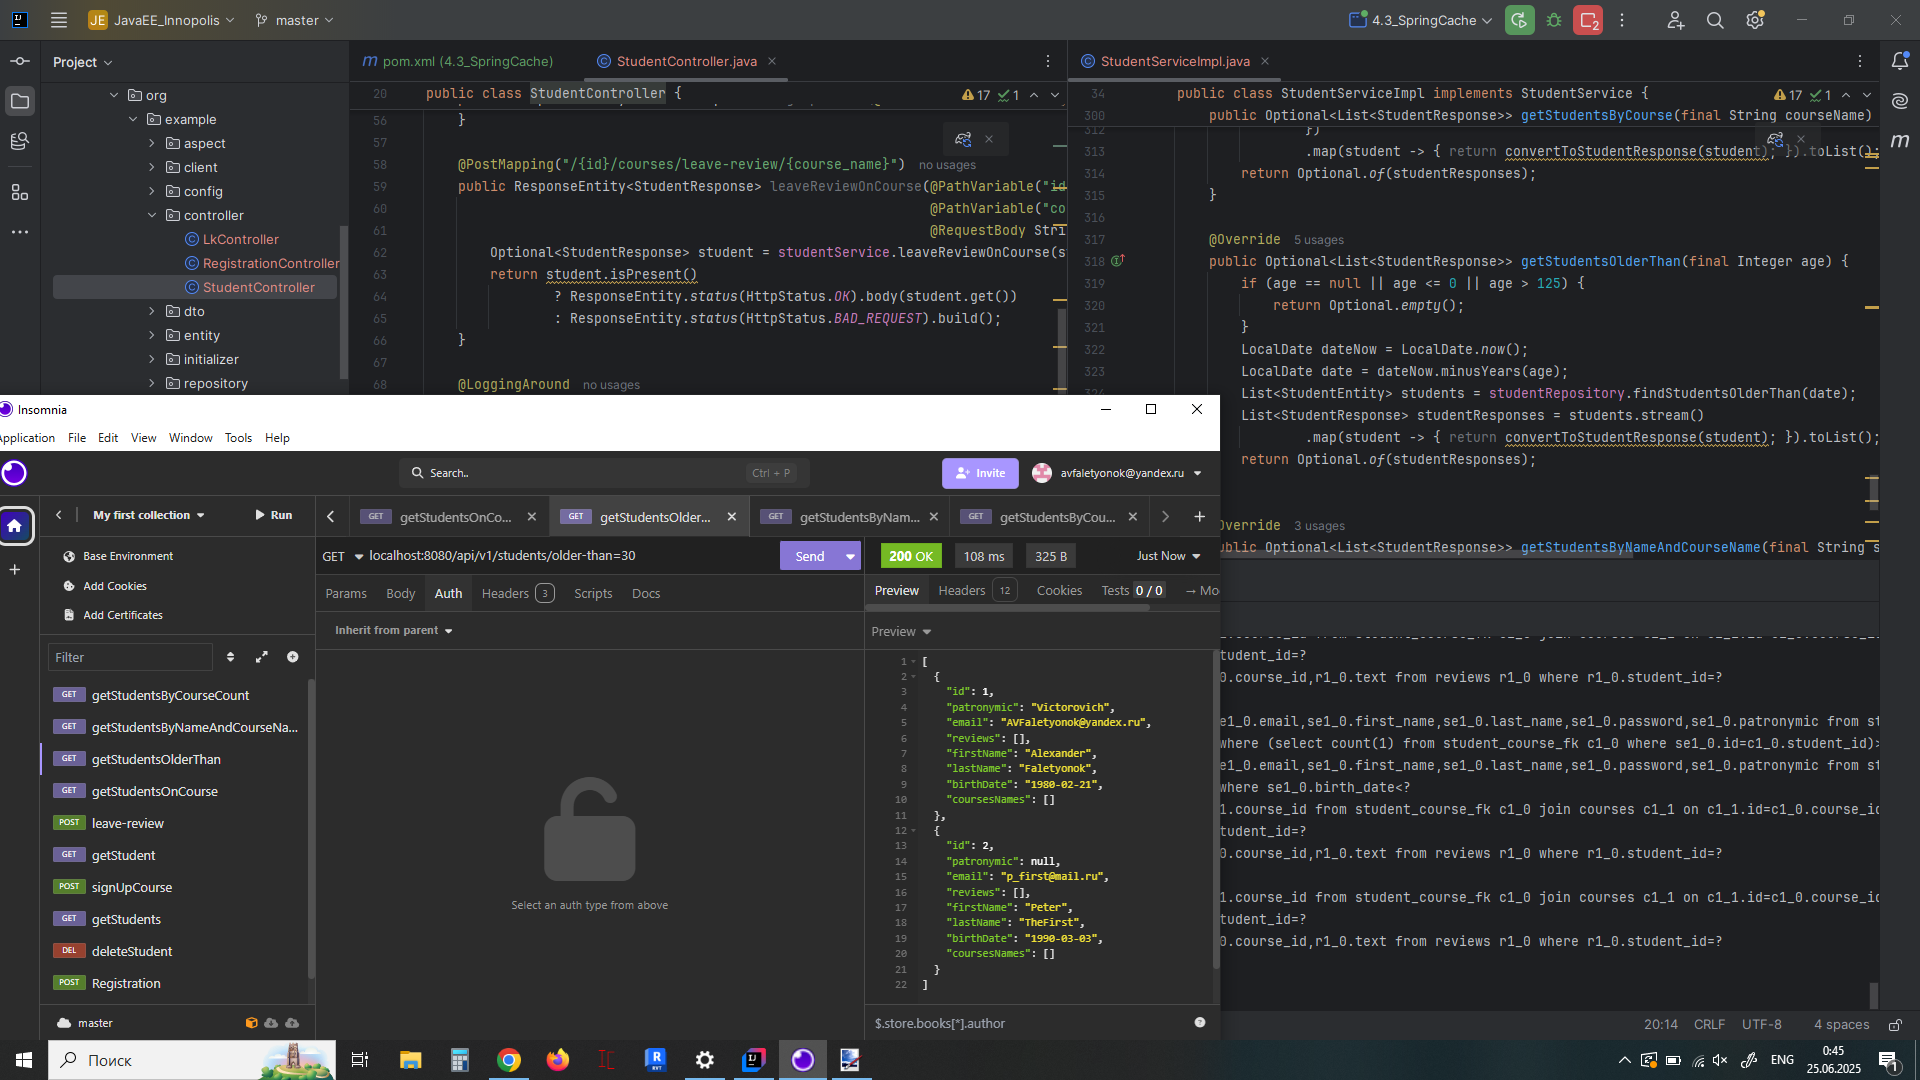 JE JavaEE_Innopolis master 4.3_SpringCache
Project
org
example
aspect
client
config
controller
LkController
RegistrationController
StudentController
dto
entity
initializer
repository
m pom.xml (4.3_SpringCache) StudentController.java
20 public class StudentController { 17 1
56 }
57
58 @PostMapping("/{id}/courses/leave-review/{course_name}") no usages
59 public ResponseEntity<StudentResponse> leaveReviewOnCourse(@PathVariable("id
60 @PathVariable("co
61 @RequestBody Stri
62 Optional<StudentResponse> student = studentService.leaveReviewOnCourse(s
63 return student.isPresent()
64 ? ResponseEntity.status(HttpStatus.OK).body(student.get())
65 : ResponseEntity.status(HttpStatus.BAD_REQUEST).build();
66 }
67
68 @LoggingAround no usages
StudentServiceImpl.java
34 public class StudentServiceImpl implements StudentService { 17 1
300 public Optional<List<StudentResponse>> getStudentsByCourse(final String courseName)
312 })
313 .map(student -> { return convertToStudentResponse(student); }).toList();
314 return Optional.of(studentResponses);
315 }
316
317 @Override 5 usages
318 public Optional<List<StudentResponse>> getStudentsOlderThan(final Integer age) {
319 if (age == null || age <= 0 || age > 125) {
320 return Optional.empty();
321 }
322 LocalDate dateNow = LocalDate.now();
323 LocalDate date = dateNow.minusYears(age);
List<StudentEntity> students = studentRepository.findStudentsOlderThan(date);
List<StudentResponse> studentResponses = students.stream()
.map(student -> { return convertToStudentResponse(student); }).toList();
return Optional.of(studentResponses);
verride 3 usages
ublic Optional<List<StudentResponse>> getStudentsByNameAndCourseName(final String s
tudent_id=?
0.course_id,r1_0.text from reviews r1_0 where r1_0.student_id=?
se1_0.email,se1_0.first_name,se1_0.last_name,se1_0.password,se1_0.patronymic from st
where (select count(1) from student_course_fk c1_0 where se1_0.id=c1_0.student_id)>
se1_0.email,se1_0.first_name,se1_0.last_name,se1_0.password,se1_0.patronymic from st
where se1_0.birth_date<?
1.course_id from student_course_fk c1_0 join courses c1_1 on c1_1.id=c1_0.course_id
tudent_id=?
0.course_id,r1_0.text from reviews r1_0 where r1_0.student_id=?
1.course_id from student_course_fk c1_0 join courses c1_1 on c1_1.id=c1_0.course_id
tudent_id=?
0.course_id,r1_0.text from reviews r1_0 where r1_0.student_id=?
20:14 CRLF UTF-8 4 spaces
Insomnia
pplication File Edit View Window Tools Help
Search.. Ctrl + P Invite avfaletyonok@yandex.ru
My first collection Run
Base Environment
Add Cookies
Add Certificates
Filter
GET getStudentsByCourseCount
GET getStudentsByNameAndCourseNa...
GET getStudentsOlderThan
GET getStudentsOnCourse
POST leave-review
GET getStudent
POST signUpCourse
GET getStudents
DEL deleteStudent
POST Registration
master
GET getStudentsOnCo... GET getStudentsOlder... GET getStudentsByNam... GET getStudentsByCou...
GET localhost:8080/api/v1/students/older-than=30 Send
Params Body Auth Headers 3 Scripts Docs
Inherit from parent
Select an auth type from above
200 OK 108 ms 325 B Just Now
Preview Headers 12 Cookies Tests 0 / 0 → Mo
Preview
1 [
2 {
3 "id": 1,
4 "patronymic": "Victorovich",
5 "email": "AVFaletyonok@yandex.ru",
6 "reviews": [],
7 "firstName": "Alexander",
8 "lastName": "Faletyonok",
9 "birthDate": "1980-02-21",
10 "coursesNames": []
11 },
12 {
13 "id": 2,
14 "patronymic": null,
15 "email": "p_first@mail.ru",
16 "reviews": [],
17 "firstName": "Peter",
18 "lastName": "TheFirst",
19 "birthDate": "1990-03-03",
20 "coursesNames": []
21 }
22 ]
$.store.books[*].author
Поиск
ENG 0:45
25.06.2025